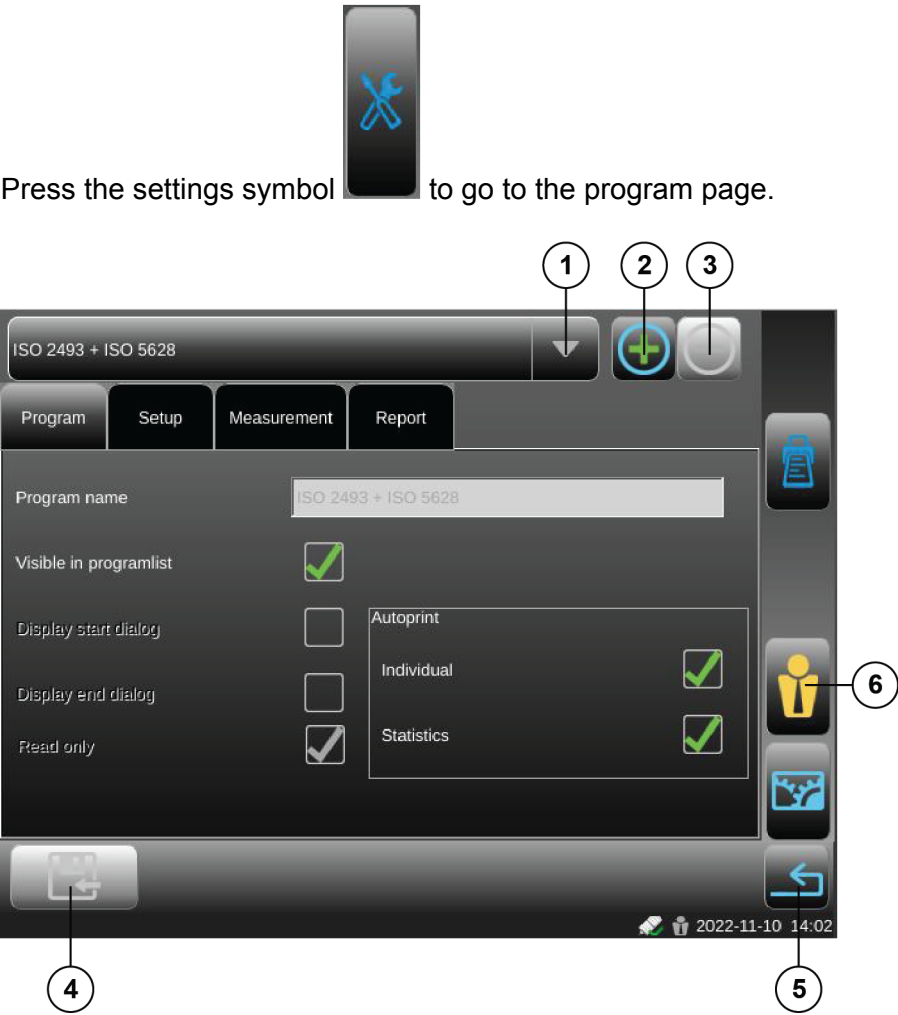 Press the settings symbol to go to the program page.
1 2 3
ISO 2493 + ISO 5628
Program Setup Measurement Report
Program name ISO 2493 + ISO 5628
Visible in programlist
Display start dialog Autoprint
Individual
6
Display end dialog
Statistics
Read only
2022-11-10 14:02
4 5